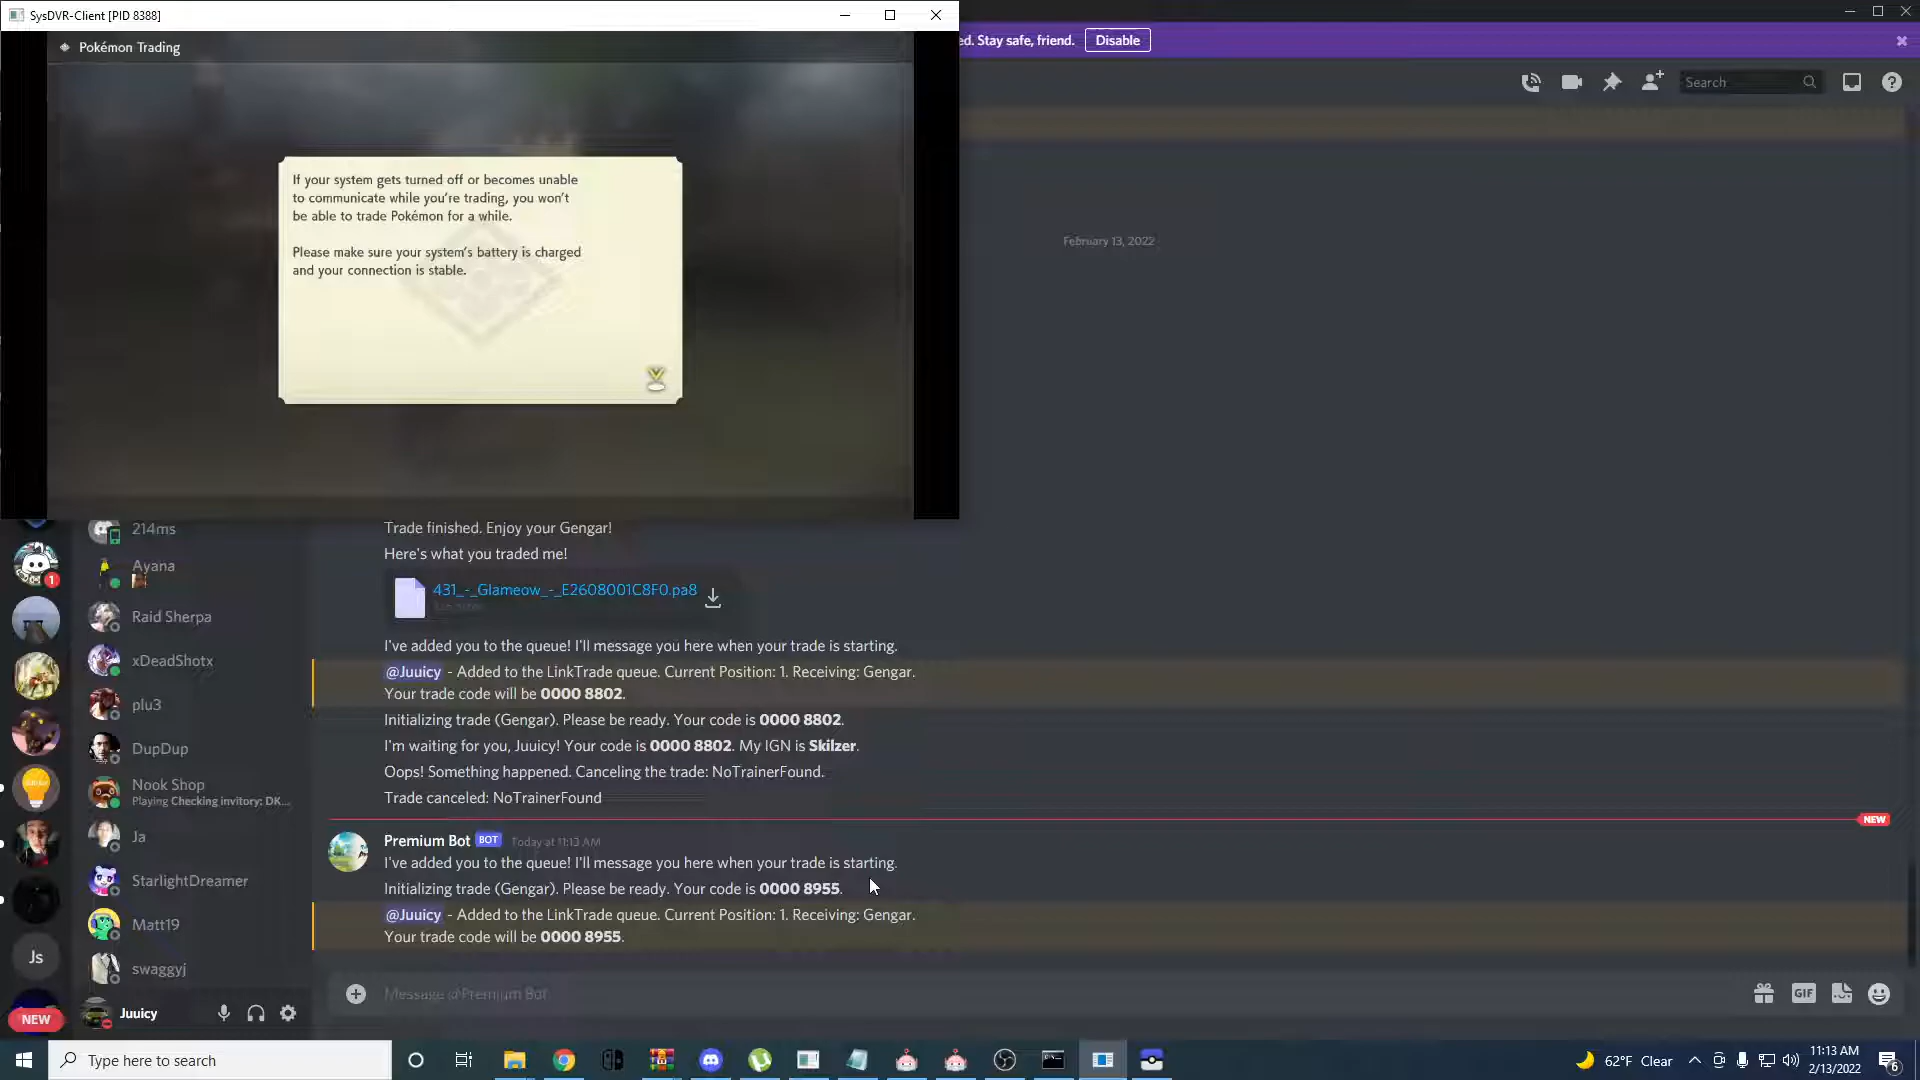 SysDVR-Client [PID 8388]
Pokémon Trading
ed. Stay safe, friend.
Disable
Search
If your system gets turned off or becomes unable
to communicate while you're trading, you won't
be able to trade Pokémon for a while.
Please make sure your system's battery is charged
and your connection is stable.
February 13, 2022
Trade finished. Enjoy your Gengar!
Here's what you traded me!
431_-_Glameow_-_E2608001C8F0.pa8
I've added you to the queue! I'll message you here when your trade is starting.
@Juuicy - Added to the LinkTrade queue. Current Position: 1. Receiving: Gengar.
Your trade code will be 0000 8802.
Initializing trade (Gengar). Please be ready. Your code is 0000 8802.
I'm waiting for you, Juuicy! Your code is 0000 8802. My IGN is Skilzer.
Oops! Something happened. Canceling the trade: NoTrainerFound.
Trade canceled: NoTrainerFound
NEW
Premium Bot BOT Today at 11:13 AM
I've added you to the queue! I'll message you here when your trade is starting.
Initializing trade (Gengar). Please be ready. Your code is 0000 8955.
@Juuicy - Added to the LinkTrade queue. Current Position: 1. Receiving: Gengar.
Your trade code will be 0000 8955.
Message @Premium Bot
GIF
214ms
Ayana
Raid Sherpa
xDeadShotx
plu3
DupDup
Nook Shop
Playing Checking invitory: DK...
Ja
StarlightDreamer
Matt19
swaggyj
Juuicy
1
Js
NEW
Type here to search
62°F Clear
11:13 AM
2/13/2022
6